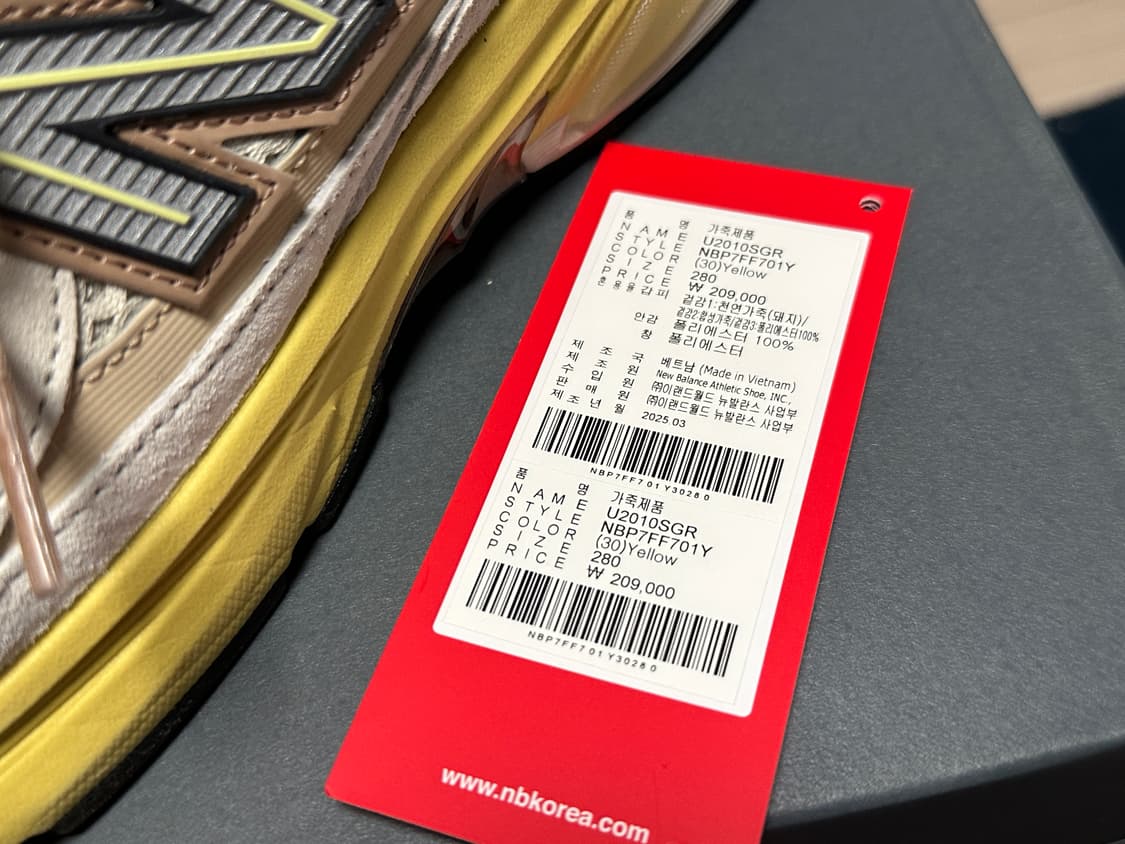 품 명 가죽제품
NAME U2010SGR
STYLE NBP7FF701Y
COLOR (30)Yellow
SIZE 280
PRICE ₩ 209,000
혼용율 겉피 겉감1:천연가죽(돼지)/
겉감2:합성가죽/겉감3:폴리에스터100%
안감 폴리에스터 100%
창 폴리에스터
제 조 국 베트남 (Made in Vietnam)
제 조 원 New Balance Athletic Shoe, INC.,
수 입 원 ㈜이랜드월드 뉴발란스 사업부
판 매 원 ㈜이랜드월드 뉴발란스 사업부
제조년월 2025.03
NBP7FF701Y30280
품 명 가죽제품
NAME U2010SGR
STYLE NBP7FF701Y
COLOR (30)Yellow
SIZE 280
PRICE ₩ 209,000
NBP7FF701Y30280
www.nbkorea.com